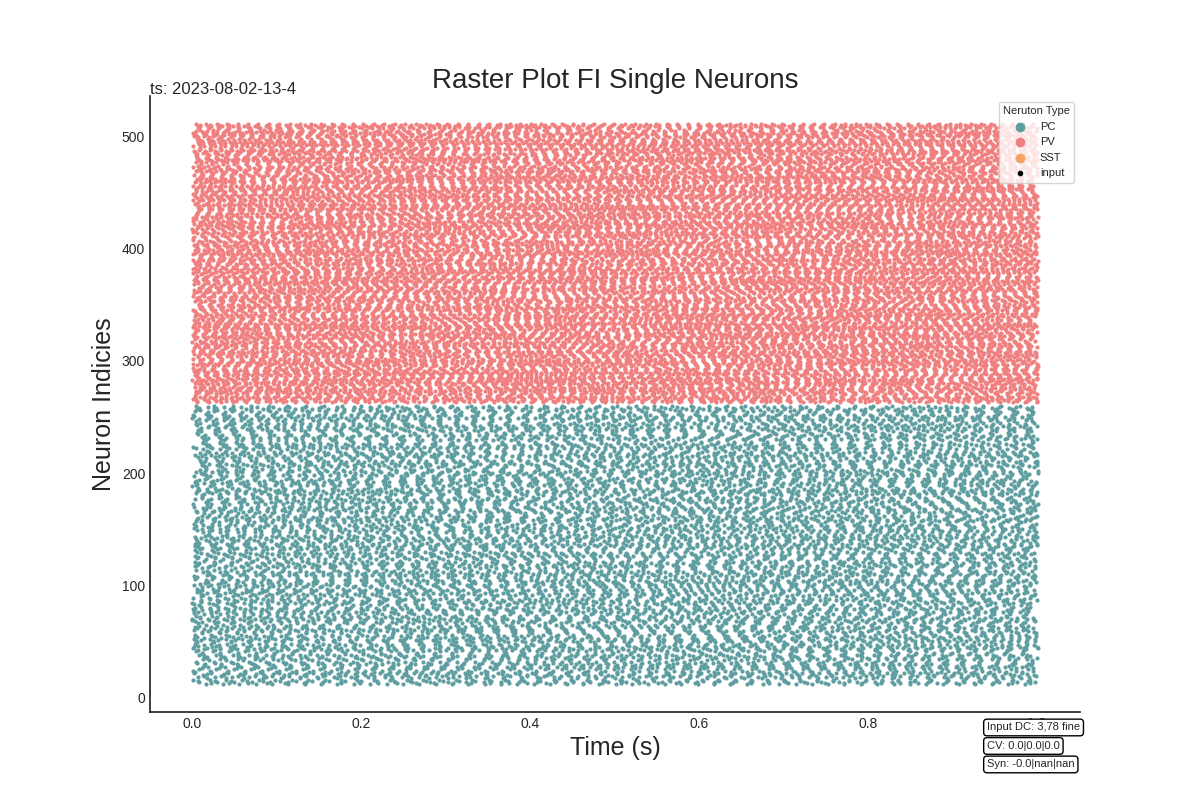 Raster Plot FI Single Neurons
ts: 2023-08-02-13-4
Neruton Type
PC
PV
SST
input
500
400
300
200
100
0
Neuron Indicies
0.0 0.2 0.4 0.6 0.8
Time (s)
Input DC: 3,78 fine
CV: 0.0|0.0|0.0
Syn: -0.0|nan|nan